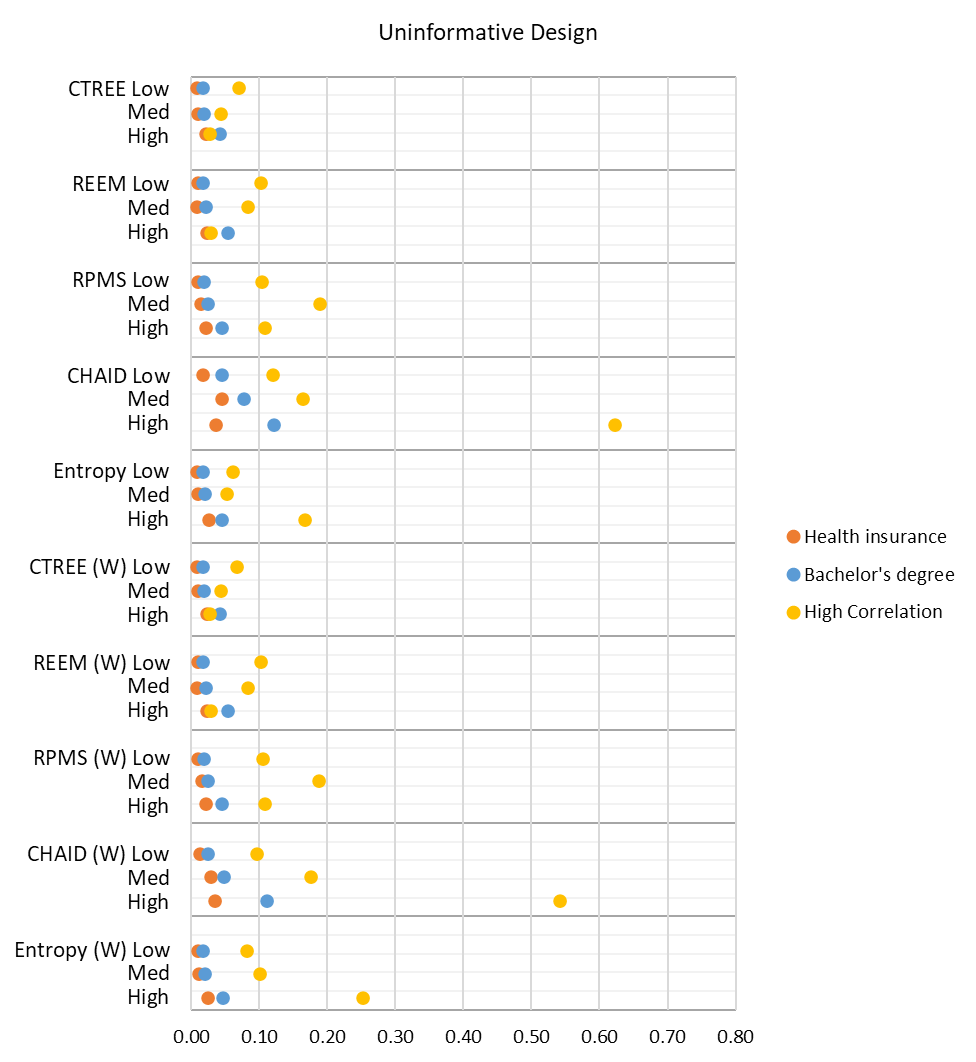 Uninformative Design
CTREE Low
Med
High
REEM Low
Med
High
RPMS Low
Med
High
CHAID Low
Med
High
Entropy Low
Med
High
CTREE (W) Low
Med
High
REEM (W) Low
Med
High
RPMS (W) Low
Med
High
CHAID (W) Low
Med
High
Entropy (W) Low
Med
High
0.00 0.10 0.20 0.30 0.40 0.50 0.60 0.70 0.80
Health insurance
Bachelor's degree
High Correlation